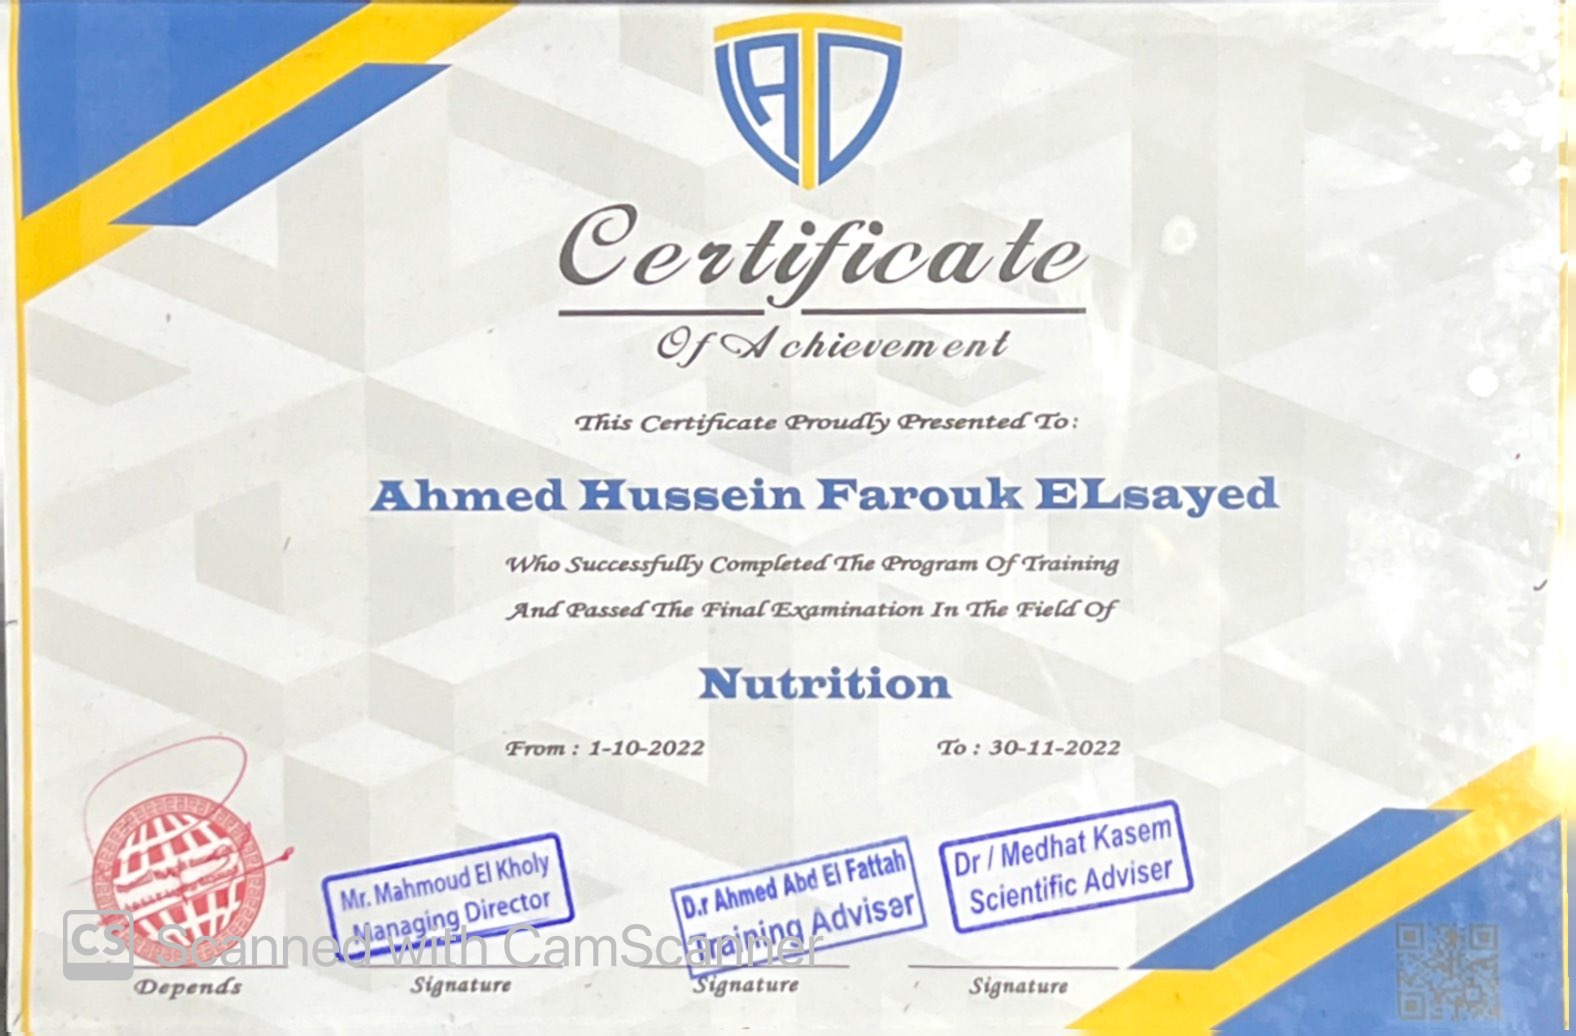 IATD
Certificate
Of Achievement
This Certificate Proudly Presented To:
Ahmed Hussein Farouk ELsayed
Who Successfully Completed The Program Of Training
And Passed The Final Examination In The Field Of
Nutrition
From : 1-10-2022 To : 30-11-2022
Mr. Mahmoud El Kholy
Managing Director
D.r Ahmed Abd El Fattah
Training Adviser
Dr / Medhat Kasem
Scientific Adviser
CS Scanned with CamScanner
Depends Signature Signature Signature